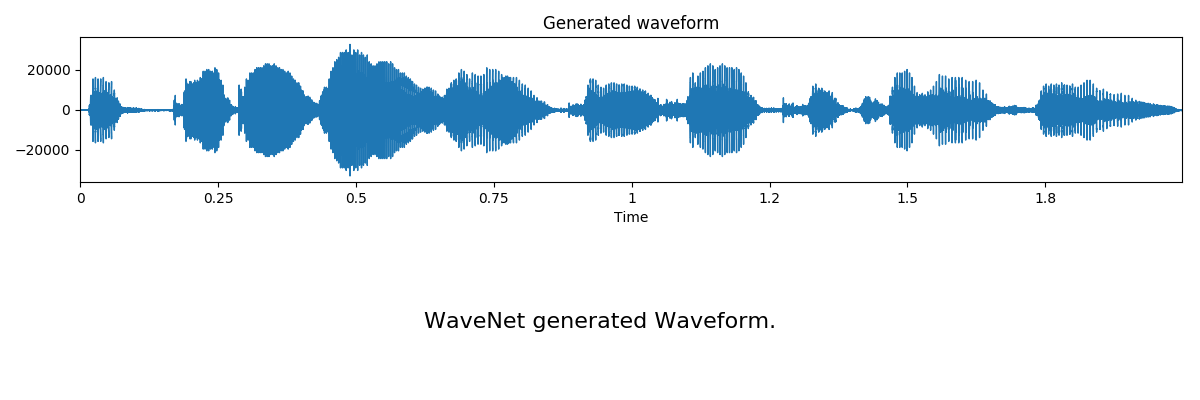 Generated waveform
20000
0
−20000
0 0.25 0.5 0.75 1 1.2 1.5 1.8
Time
WaveNet generated Waveform.